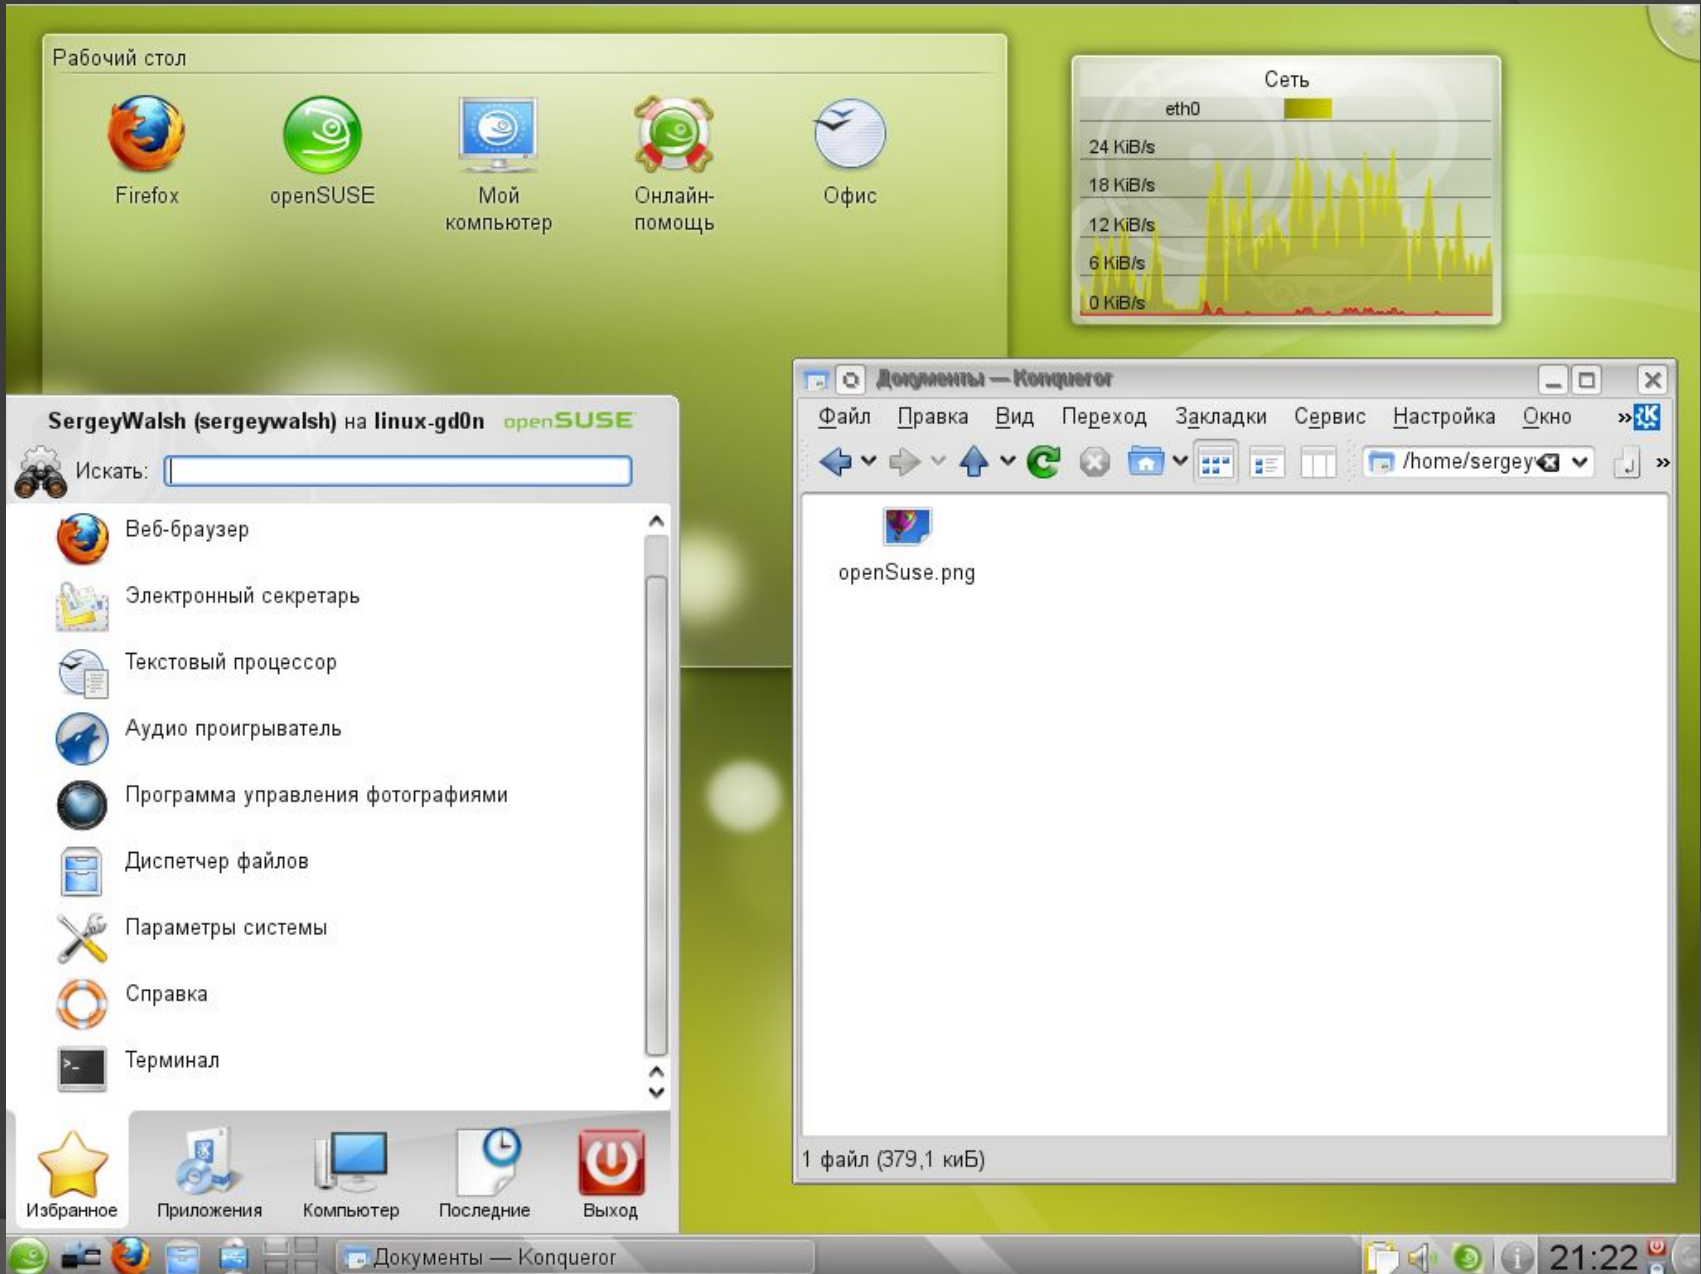 Рабочий стол
Firefox
openSUSE
Мой
компьютер
Онлайн-
помощь
Офис
Сеть
eth0
24 KiB/s
18 KiB/s
12 KiB/s
6 KiB/s
0 KiB/s
SergeyWalsh (sergeywalsh) на linux-gd0n openSUSE
Искать:
Веб-браузер
Электронный секретарь
Текстовый процессор
Аудио проигрыватель
Программа управления фотографиями
Диспетчер файлов
Параметры системы
Справка
Терминал
Избранное Приложения Компьютер Последние Выход
Документы — Konqueror
Файл Правка Вид Переход Закладки Сервис Настройка Окно »
/home/sergey »
openSuse.png
1 файл (379,1 киБ)
Документы — Konqueror
21:22